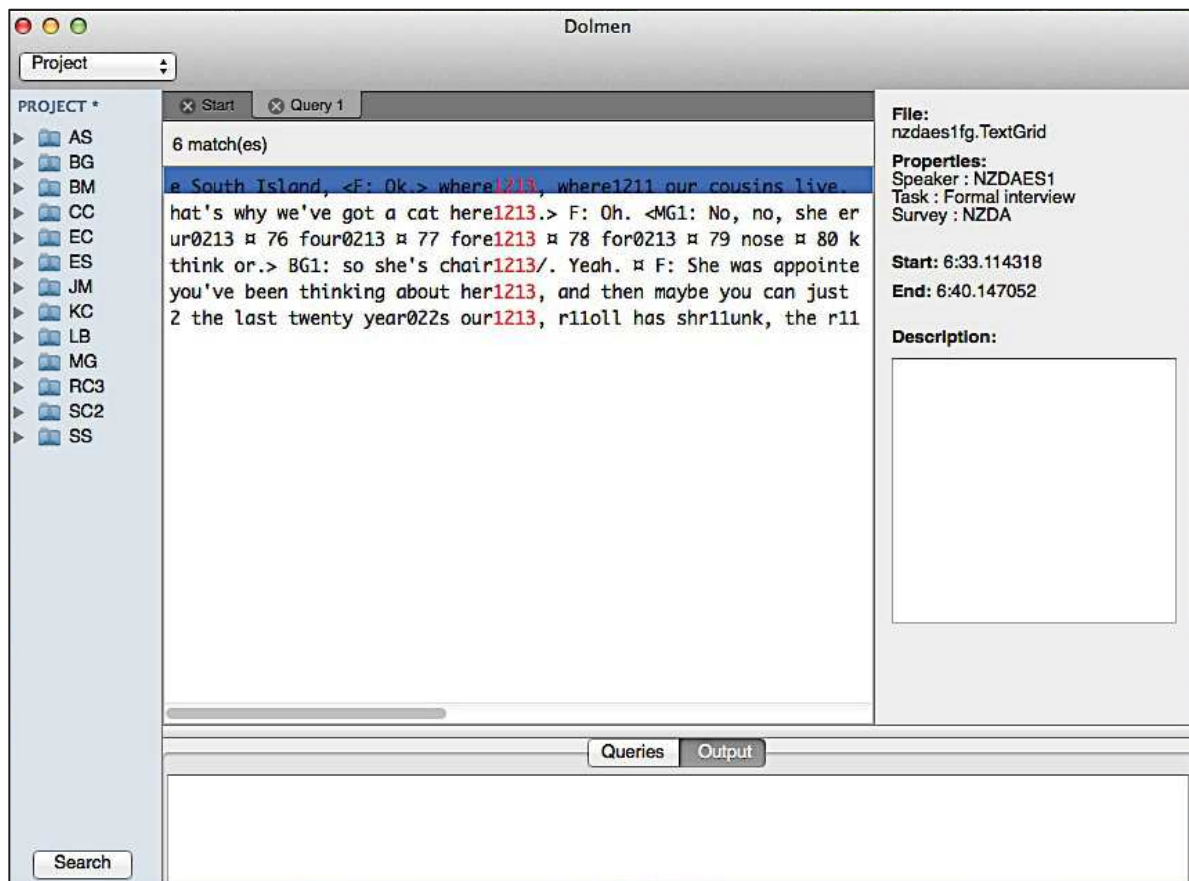 Dolmen
Project
PROJECT *
AS
BG
BM
CC
EC
ES
JM
KC
LB
MG
RC3
SC2
SS
Search
Start
Query 1
6 match(es)
e South Island, <F: Ok.> where1213, where1211 our cousins live.
hat's why we've got a cat here1213.> F: Oh. <MG1: No, no, she er
ur0213 ¤ 76 four0213 ¤ 77 fore1213 ¤ 78 for0213 ¤ 79 nose ¤ 80 k
think or.> BG1: so she's chair1213/. Yeah. ¤ F: She was appointe
you've been thinking about her1213, and then maybe you can just
2 the last twenty year022s our1213, r11oll has shr11unk, the r11
File:
nzdaes1fg.TextGrid
Properties:
Speaker : NZDAES1
Task : Formal interview
Survey : NZDA
Start: 6:33.114318
End: 6:40.147052
Description:
Queries
Output